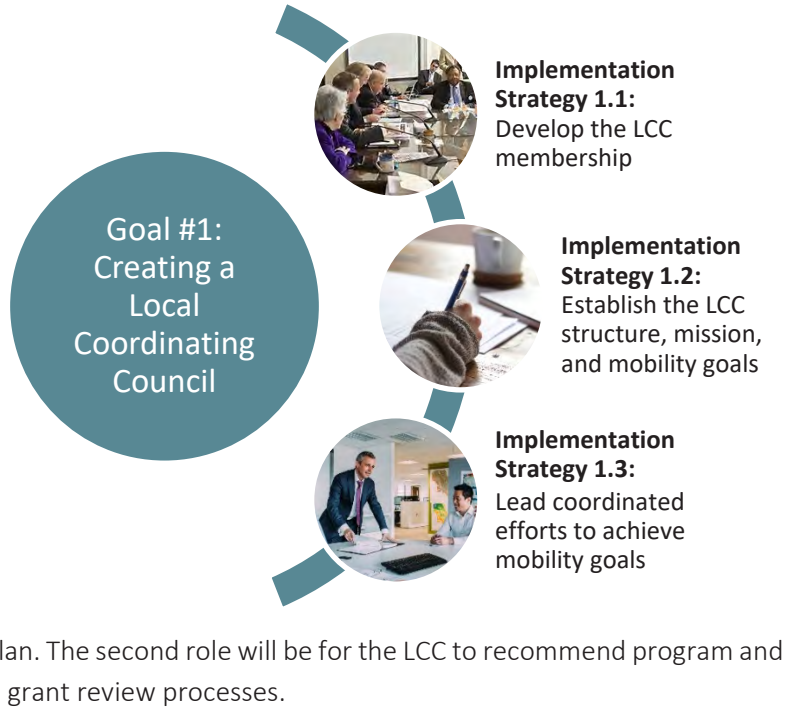 Goal #1:
Creating a
Local
Coordinating
Council
Implementation
Strategy 1.1:
Develop the LCC
membership
Implementation
Strategy 1.2:
Establish the LCC
structure, mission,
and mobility goals
Implementation
Strategy 1.3:
Lead coordinated
efforts to achieve
mobility goals
lan. The second role will be for the LCC to recommend program and
grant review processes.